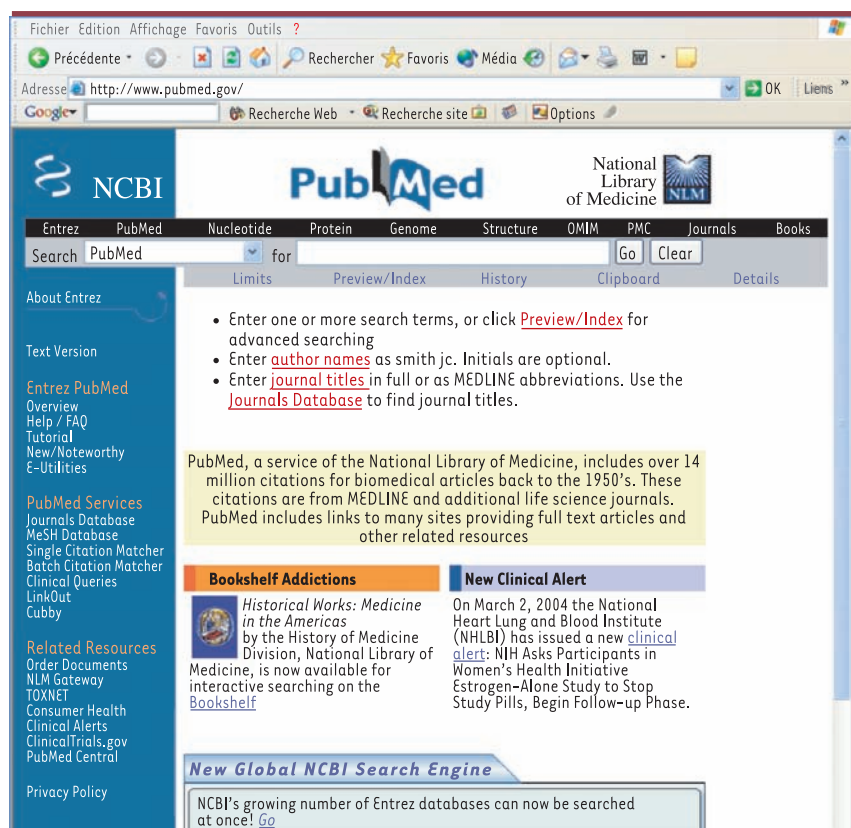 Fichier Edition Affichage Favoris Outils ?
Précédente Rechercher Favoris Média
Adresse http://www.pubmed.gov/ OK Liens »
Google Recherche Web Recherche site Options
NCBI PubMed National
Library
of Medicine NLM
Entrez PubMed Nucleotide Protein Genome Structure OMIM PMC Journals Books
Search PubMed for Go Clear
Limits Preview/Index History Clipboard Details
About Entrez
Text Version
Entrez PubMed
Overview
Help / FAQ
Tutorial
New/Noteworthy
E-Utilities
PubMed Services
Journals Database
MeSH Database
Single Citation Matcher
Batch Citation Matcher
Clinical Queries
LinkOut
Cubby
Related Resources
Order Documents
NLM Gateway
TOXNET
Consumer Health
Clinical Alerts
ClinicalTrials.gov
PubMed Central
Privacy Policy
• Enter one or more search terms, or click Preview/Index for
advanced searching
• Enter author names as smith jc. Initials are optional.
• Enter journal titles in full or as MEDLINE abbreviations. Use the
Journals Database to find journal titles.
PubMed, a service of the National Library of Medicine, includes over 14
million citations for biomedical articles back to the 1950's. These
citations are from MEDLINE and additional life science journals.
PubMed includes links to many sites providing full text articles and
other related resources
Bookshelf Addictions
Historical Works: Medicine
in the Americas
by the History of Medicine
Division, National Library of
Medicine, is now available for
interactive searching on the
Bookshelf
New Clinical Alert
On March 2, 2004 the National
Heart Lung and Blood Institute
(NHLBI) has issued a new clinical
alert: NIH Asks Participants in
Women's Health Initiative
Estrogen-Alone Study to Stop
Study Pills, Begin Follow-up Phase.
New Global NCBI Search Engine
NCBI's growing number of Entrez databases can now be searched
at once! Go